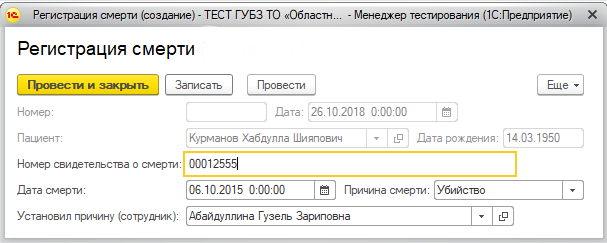 1С Регистрация смерти (создание) - ТЕСТ ГУБЗ ТО «Областн... - Менеджер тестирования (1С:Предприятие)
Регистрация смерти
Провести и закрыть Записать Провести Еще
Номер: Дата: 26.10.2018 0:00:00
Пациент: Курманов Хабдулла Шияпович Дата рождения: 14.03.1950
Номер свидетельства о смерти: 00012555
Дата смерти: 06.10.2015 0:00:00 Причина смерти: Убийство
Установил причину (сотрудник): Абайдуллина Гузель Зариповна